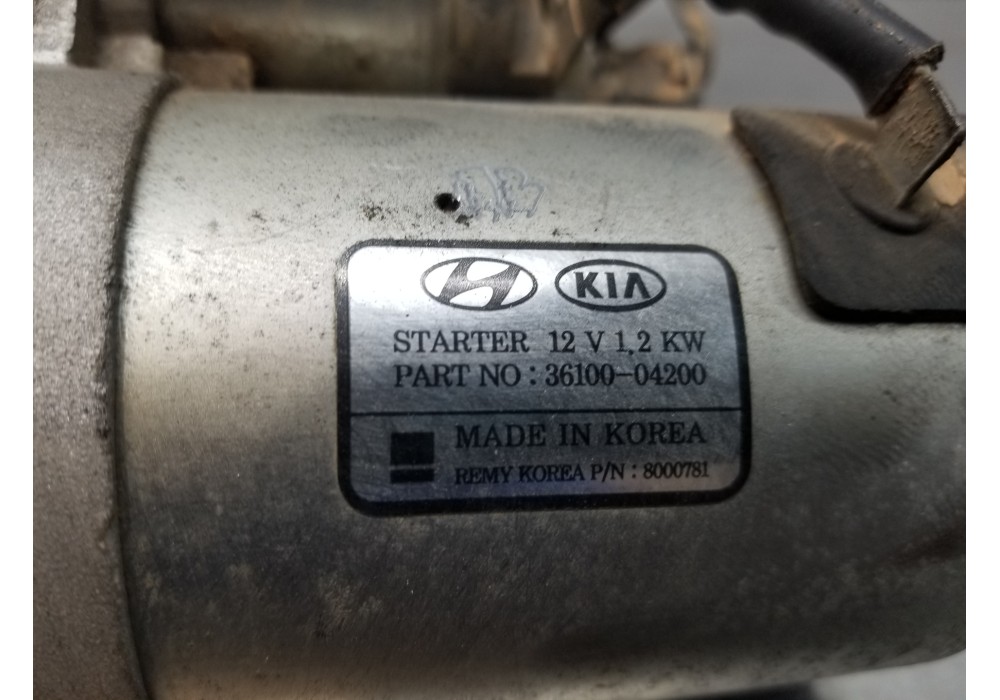 KIA
STARTER 12 V 1,2 KW
PART NO : 36100-04200
MADE IN KOREA
REMY KOREA P/N : 8000781